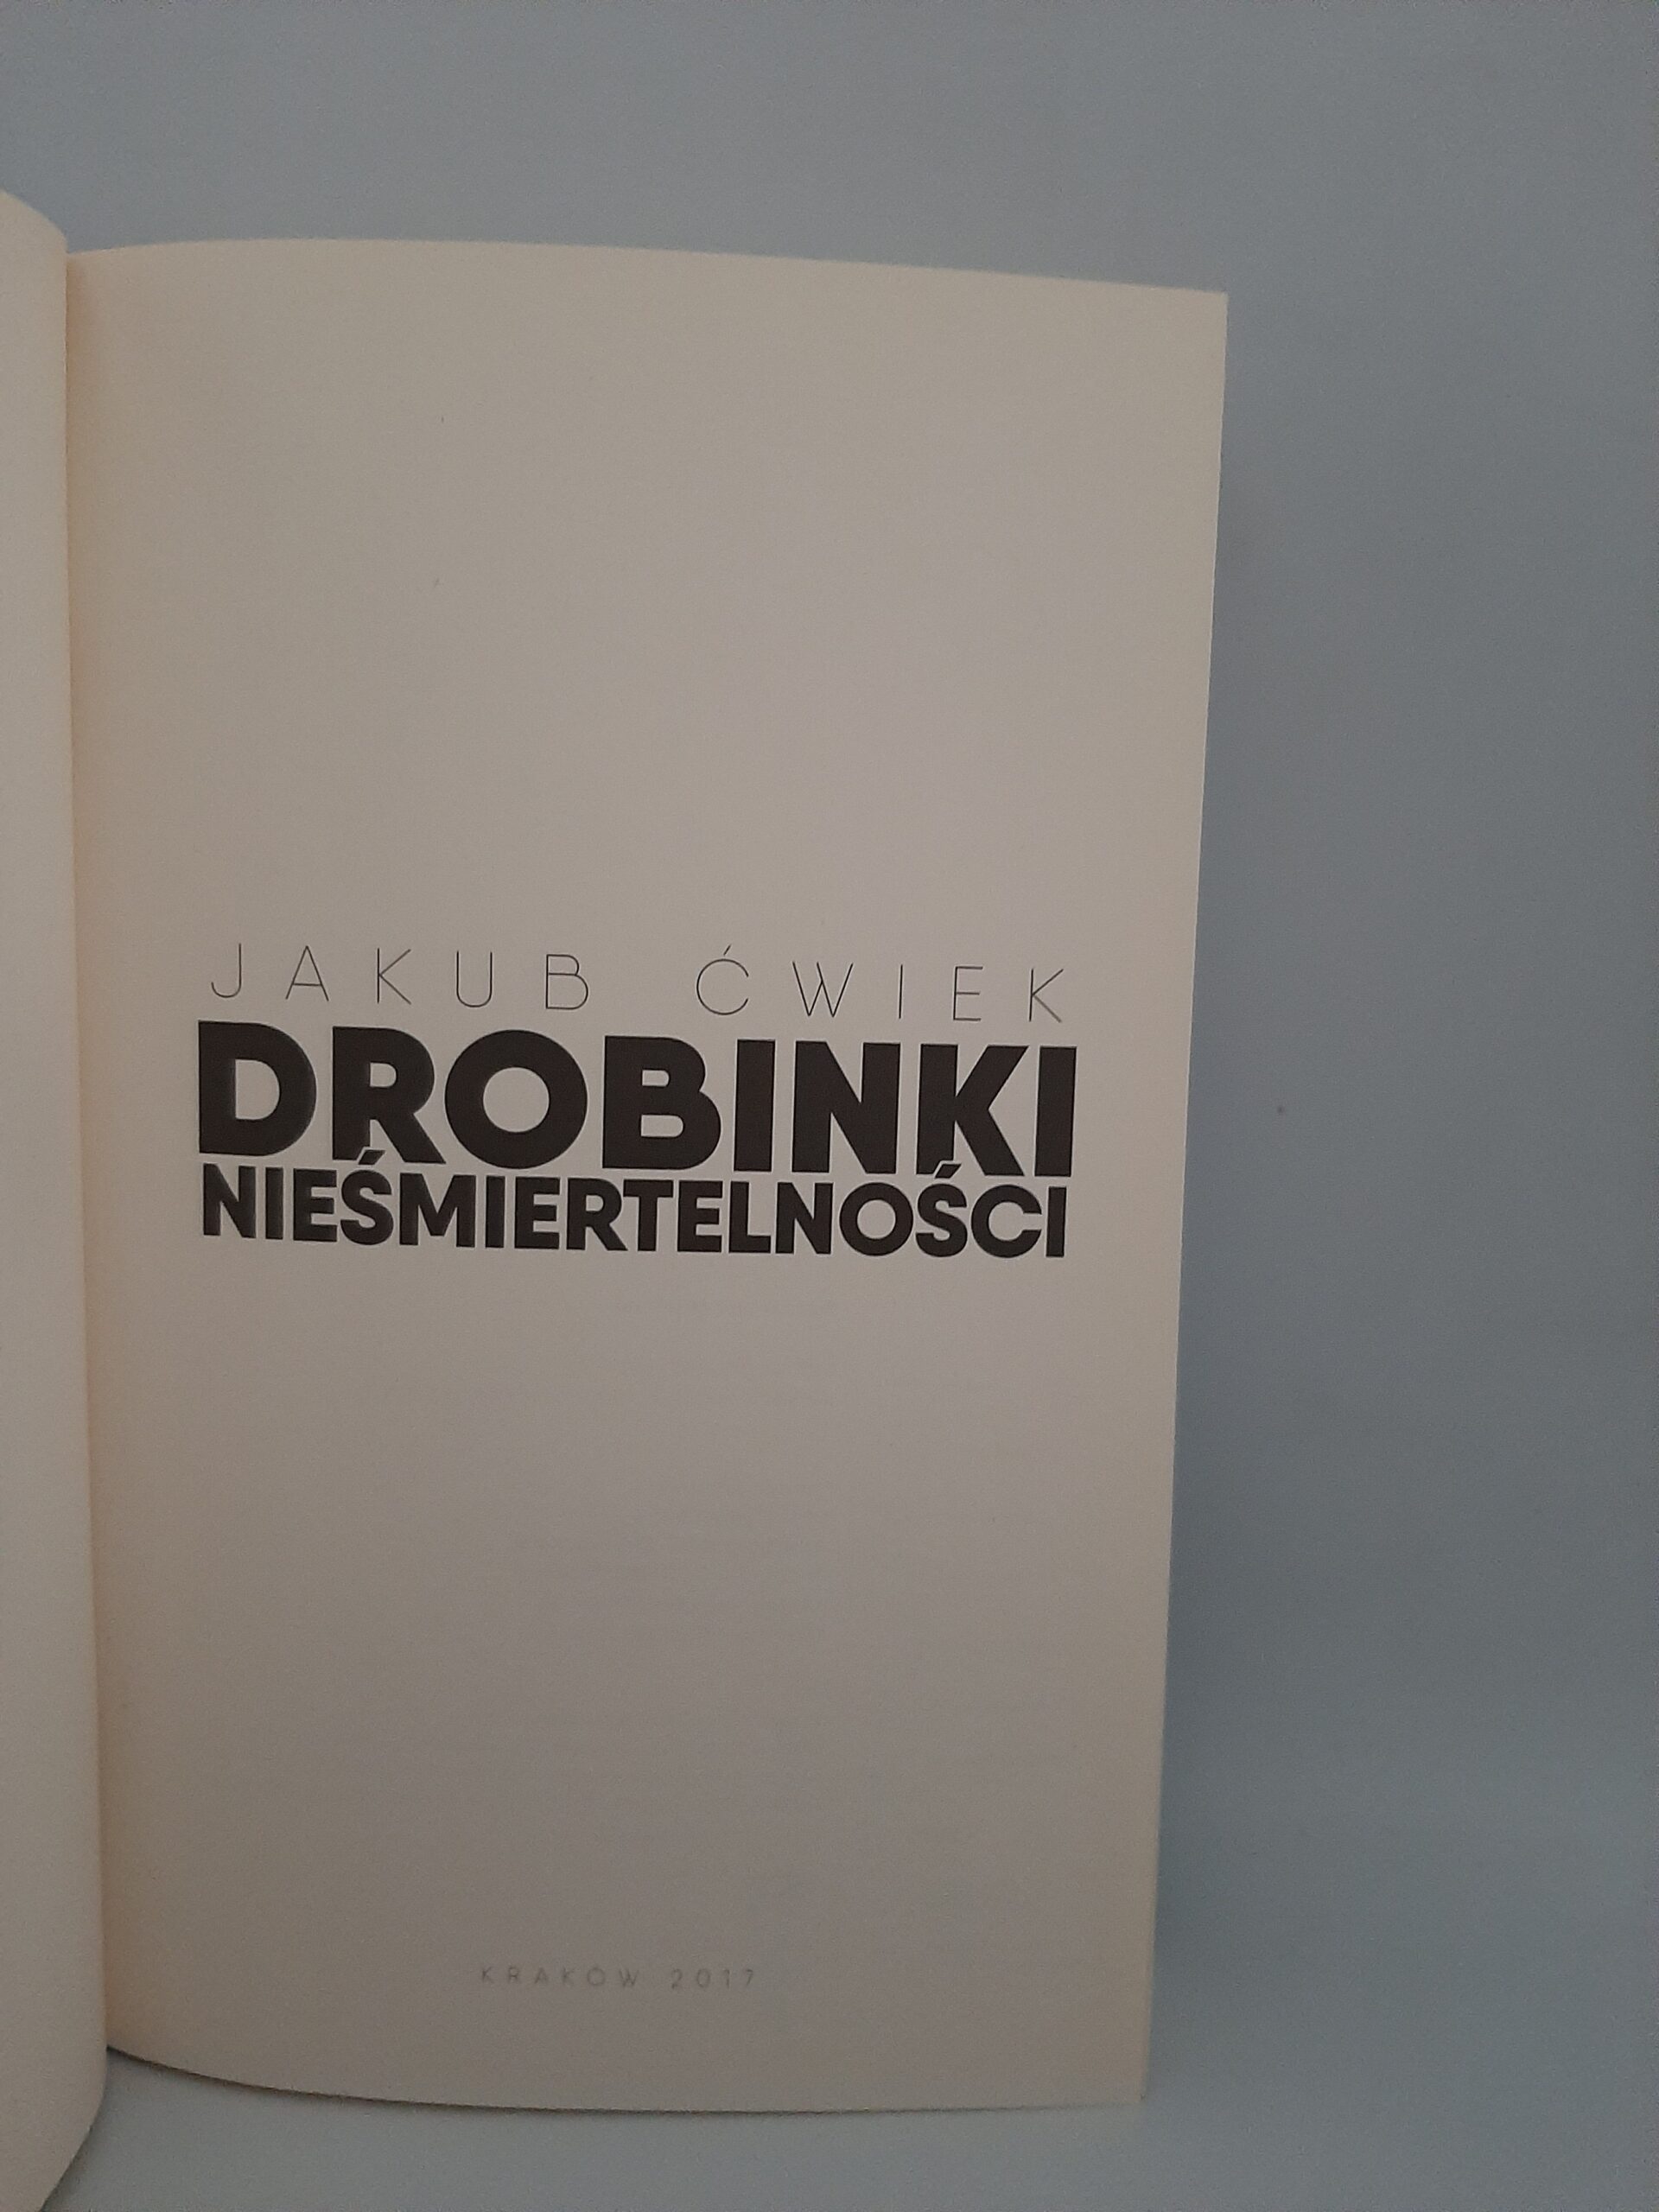 JAKUB ĆWIEK
DROBINKI
NIEŚMIERTELNOŚCI
KRAKÓW 2017